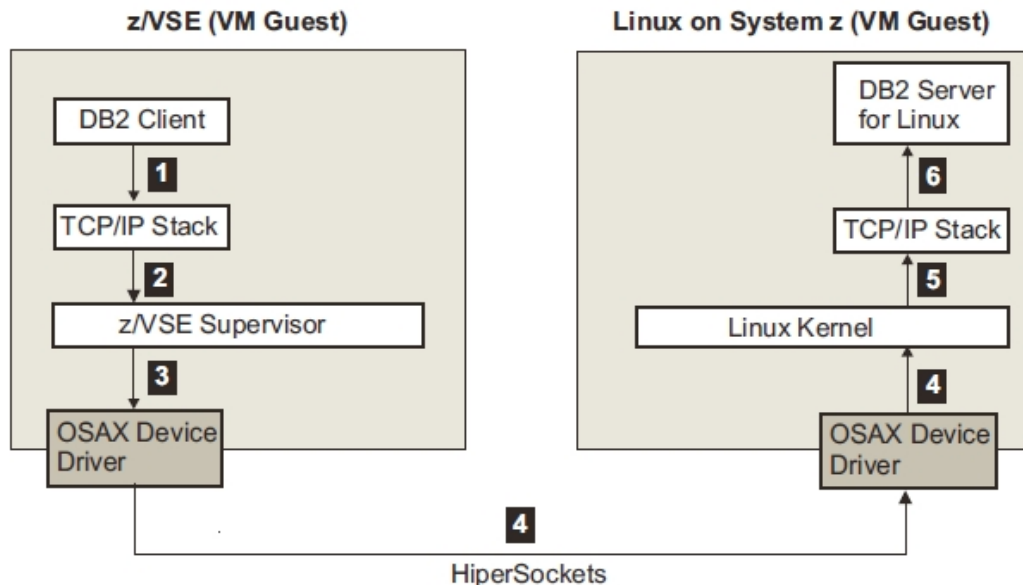 z/VSE (VM Guest)
DB2 Client
1
TCP/IP Stack
2
z/VSE Supervisor
3
OSAX Device
Driver
4
HiperSockets
Linux on System z (VM Guest)
DB2 Server
for Linux
6
TCP/IP Stack
5
Linux Kernel
4
OSAX Device
Driver